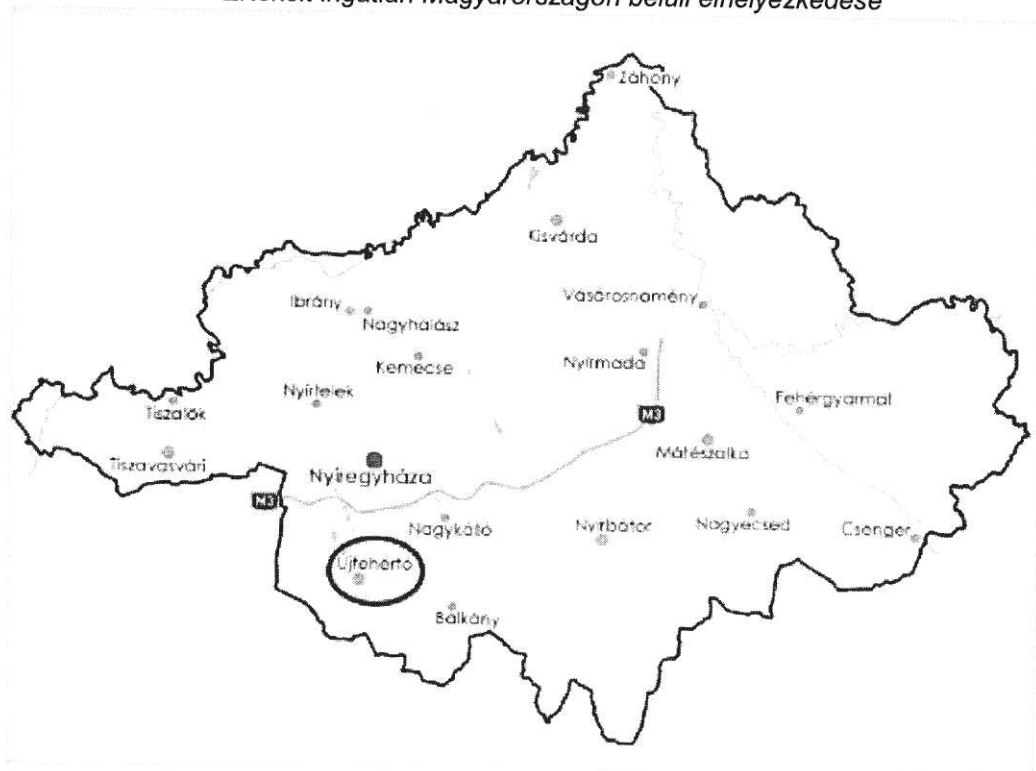 Értékelt ingatlan Magyarországon belüli elhelyezkedése
Záhony
Kisvárda
Ibrány
Nagyhalász
Vásárosnamény
Kemecse
Nyírmada
Nyírtelek
Tiszalök
Fehérgyarmat
M3
Mátészalka
Tiszavasvári
Nyíregyháza
M3
Nagykálló
Nyírbátor
Nagyecsed
Csenger
Újfehértó
Balkány